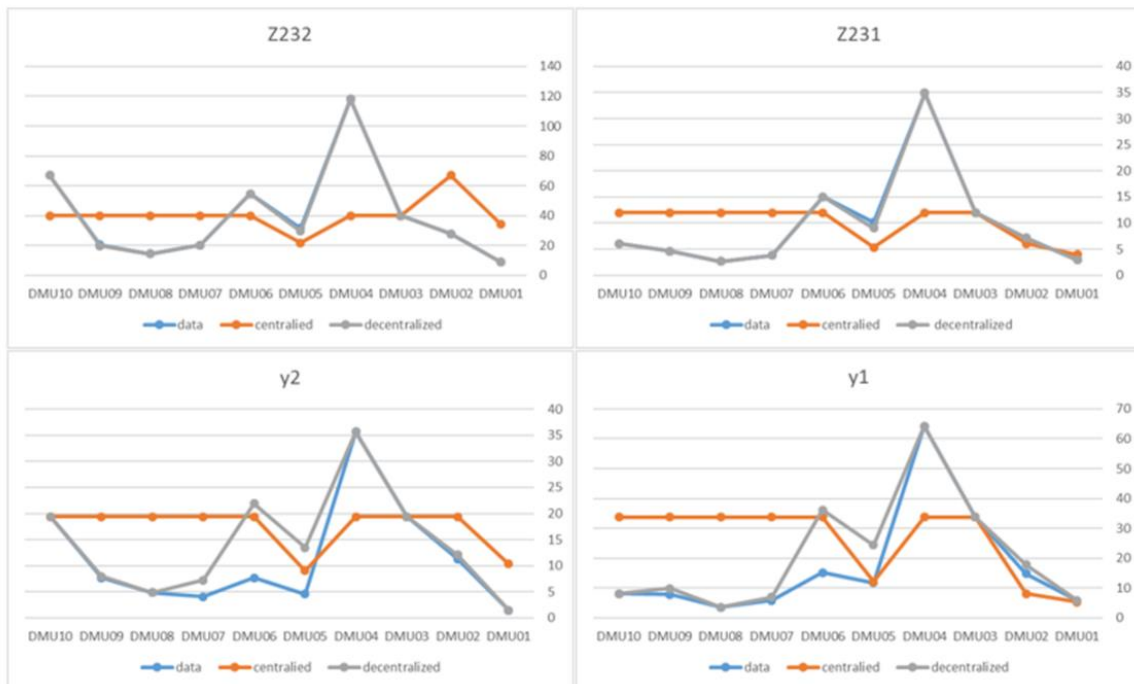 Z232
140
120
100
80
60
40
20
0
DMU10 DMU09 DMU08 DMU07 DMU06 DMU05 DMU04 DMU03 DMU02 DMU01
data centralied decentralized
Z231
40
35
30
25
20
15
10
5
0
DMU10 DMU09 DMU08 DMU07 DMU06 DMU05 DMU04 DMU03 DMU02 DMU01
data centralied decentralized
y2
40
35
30
25
20
15
10
5
0
DMU10 DMU09 DMU08 DMU07 DMU06 DMU05 DMU04 DMU03 DMU02 DMU01
data centralied decentralized
y1
70
60
50
40
30
20
10
0
DMU10 DMU09 DMU08 DMU07 DMU06 DMU05 DMU04 DMU03 DMU02 DMU01
data centralied decentralized